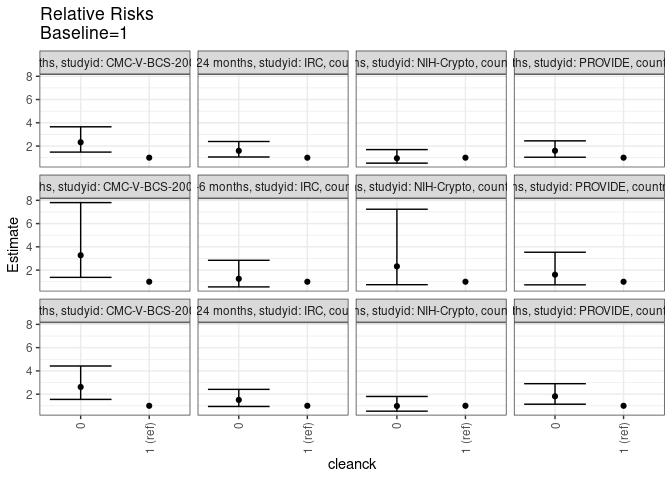 Relative Risks
Baseline=1
ths, studyid: CMC-V-BCS-200
24 months, studyid: IRC, cou
ns, studyid: NIH-Crypto, coun
ths, studyid: PROVIDE, count
8
6
4
2
hs, studyid: CMC-V-BCS-200
-6 months, studyid: IRC, coun
s, studyid: NIH-Crypto, countr
ns, studyid: PROVIDE, countr
8
6
4
2
ths, studyid: CMC-V-BCS-200
24 months, studyid: IRC, cou
ns, studyid: NIH-Crypto, coun
ths, studyid: PROVIDE, count
8
6
4
2
Estimate
0
1 (ref)
0
1 (ref)
0
1 (ref)
0
1 (ref)
cleanck